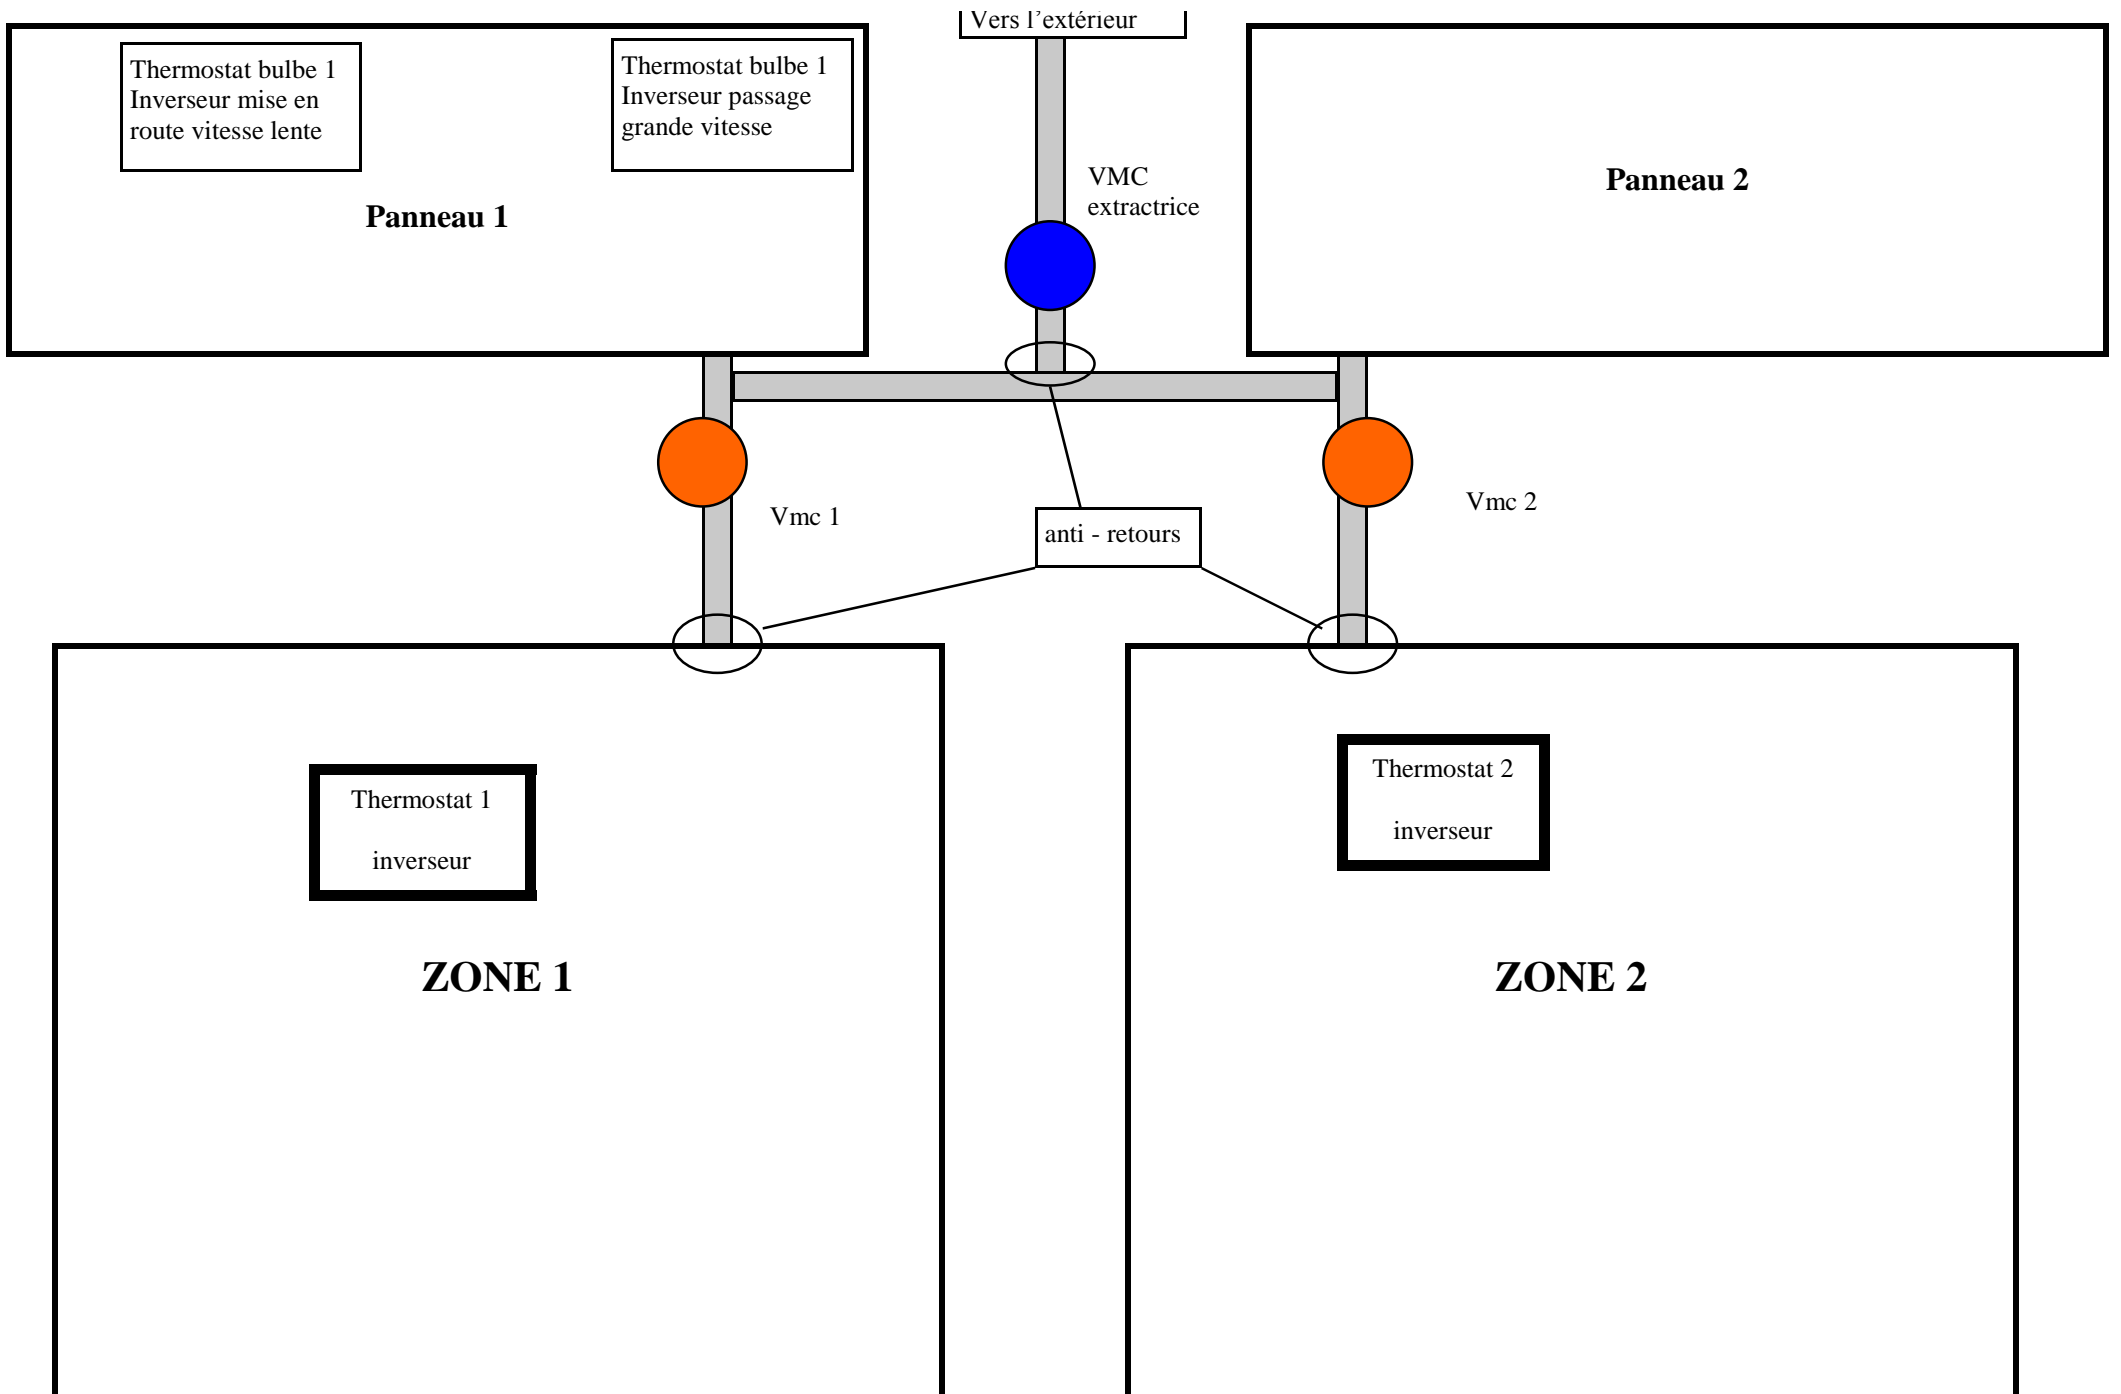 Vers l'extérieur
Thermostat bulbe 1
Inverseur mise en
route vitesse lente
Thermostat bulbe 1
Inverseur passage
grande vitesse
Panneau 1
VMC
extractrice
Panneau 2
Vmc 1
anti - retours
Vmc 2
Thermostat 1
inverseur
Thermostat 2
inverseur
ZONE 1
ZONE 2